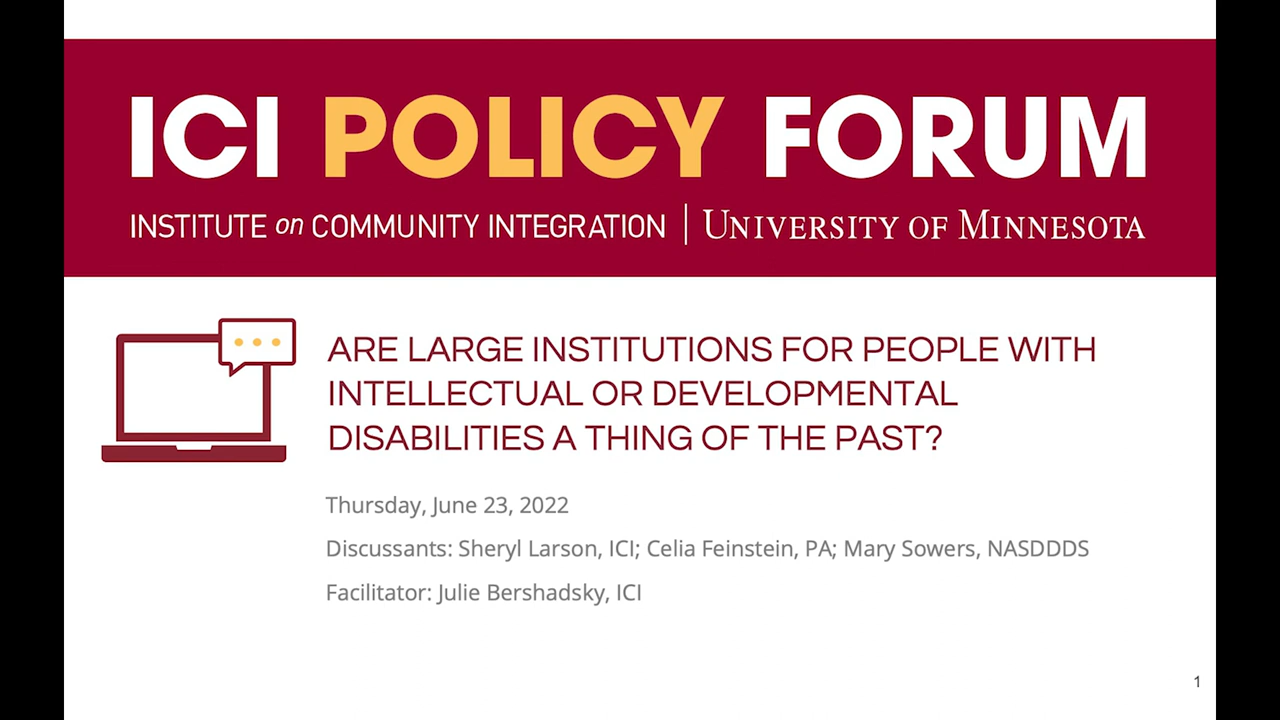 ICI POLICY FORUM
INSTITUTE on COMMUNITY INTEGRATION | UNIVERSITY OF MINNESOTA
ARE LARGE INSTITUTIONS FOR PEOPLE WITH
INTELLECTUAL OR DEVELOPMENTAL
DISABILITIES A THING OF THE PAST?
Thursday, June 23, 2022
Discussants: Sheryl Larson, ICI; Celia Feinstein, PA; Mary Sowers, NASDDDS
Facilitator: Julie Bershadsky, ICI
1